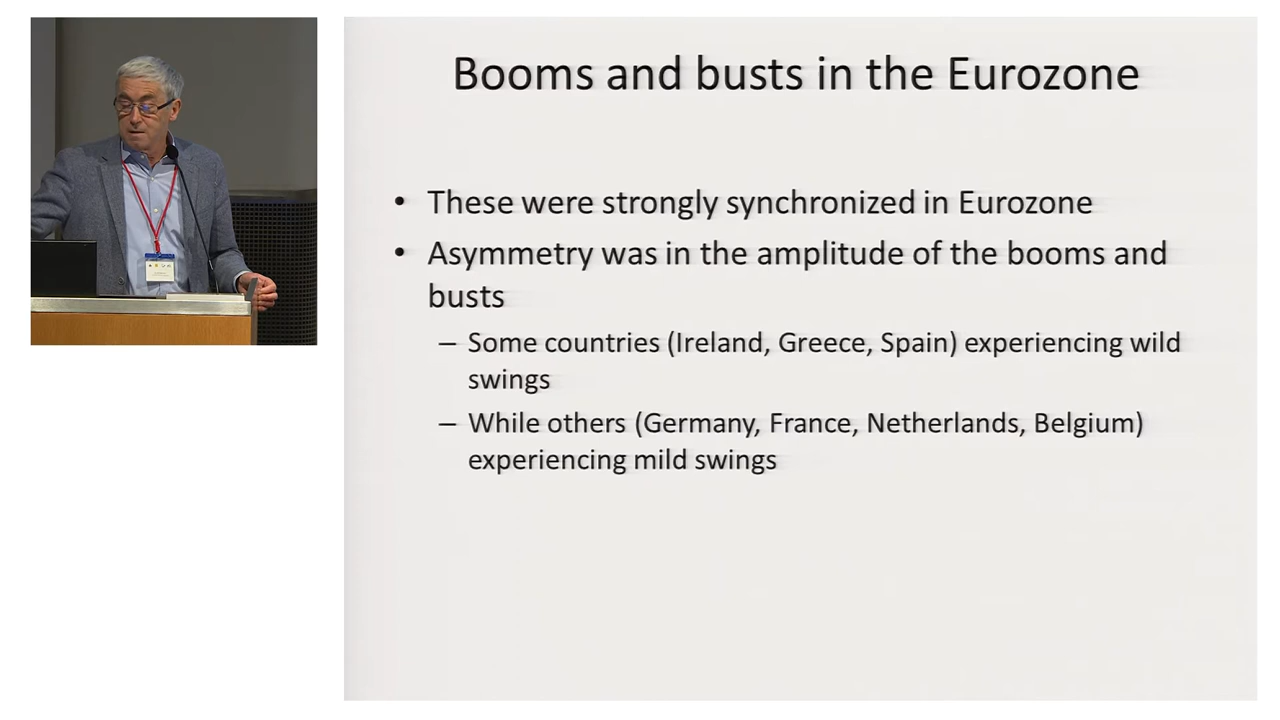 Booms and busts in the Eurozone
• These were strongly synchronized in Eurozone
• Asymmetry was in the amplitude of the booms and
busts
– Some countries (Ireland, Greece, Spain) experiencing wild
swings
– While others (Germany, France, Netherlands, Belgium)
experiencing mild swings